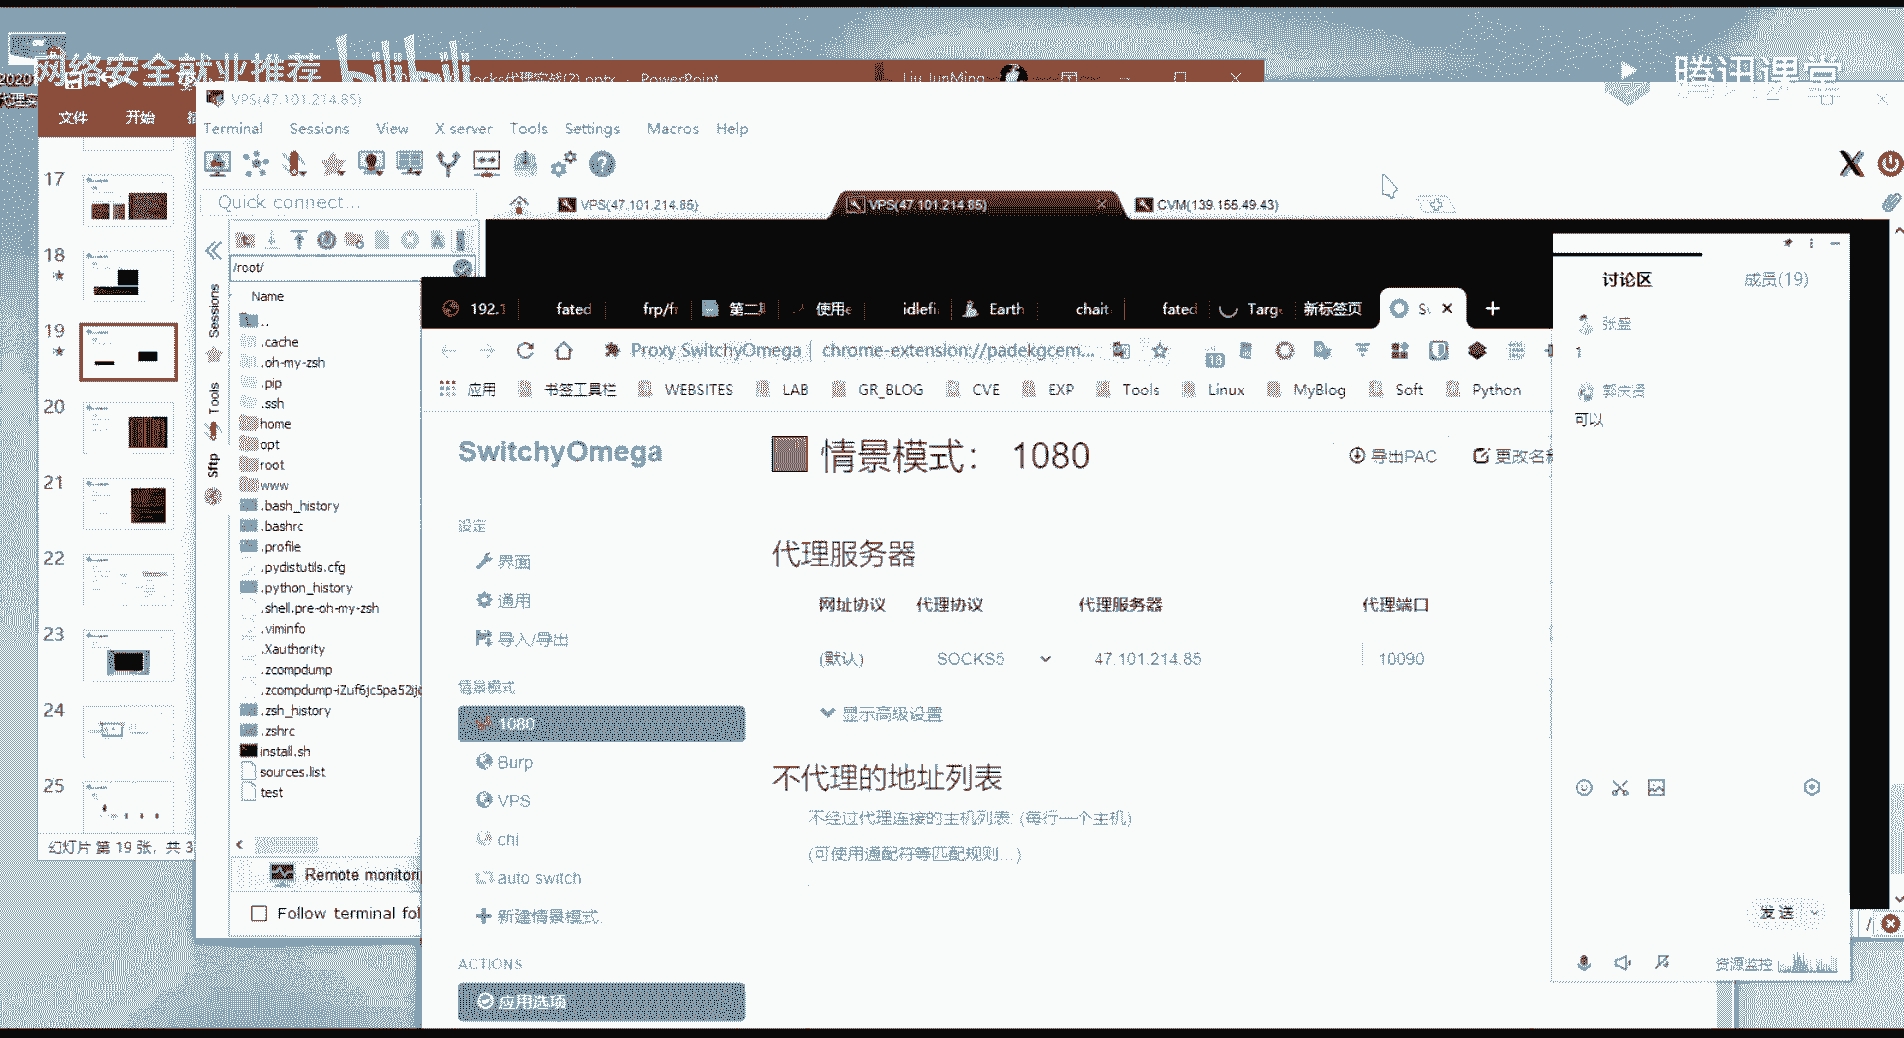 网络安全就业推荐
bilibili
腾讯课堂
2020
ocks代理实战(2).pptx - PowerPoint
Liu JunMing
文件
开始
17
18
19
20
21
22
23
24
25
幻灯片 第 19 张，共 3
VPS(47.101.214.85)
Terminal Sessions View X server Tools Settings Macros Help
Quick connect...
VPS(47.101.214.85)
VPS(47.101.214.85)
CVM(139.155.49.43)
Sessions
Tools
Sftp
/root/
Name
..
.cache
.oh-my-zsh
.pip
.ssh
home
opt
root
www
.bash_history
.bashrc
.profile
.pydistutils.cfg
.python_history
.shell.pre-oh-my-zsh
.viminfo
.Xauthority
.zcompdump
.zcompdump-iZuf6jc5pa52ijc
.zsh_history
.zshrc
install.sh
sources.list
test
Remote monitori
Follow terminal fol
192.1 fated frp/fr 第二 使用e idlefi Earth chait fated Targ 新标签页 S
Proxy SwitchyOmega | chrome-extension://padekgcem...
18
应用 书签工具栏 WEBSITES LAB GR_BLOG CVE EXP Tools Linux MyBlog Soft Python
SwitchyOmega
设定
界面
通用
导入/导出
情景模式
1080
Burp
VPS
chi
auto switch
新建情景模式
ACTIONS
应用选项
情景模式： 1080
导出PAC
更改名称
代理服务器
网址协议 代理协议 代理服务器 代理端口
(默认) SOCKS5 47.101.214.85 10090
显示高级设置
不代理的地址列表
不经过代理连接的主机列表: (每行一个主机)
(可使用通配符等匹配规则...)
讨论区
成员(19)
张盛
1
可以
发送
资源监控